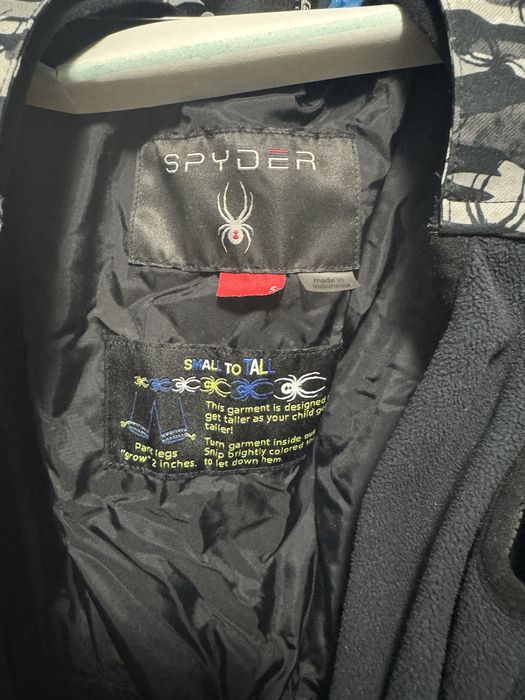 SPYDER
5
made in
indonesia
SMALL TO TALL
This garment is designed
get taller as your child
taller!
Turn garment inside out
Snip brightly colored
to let down hem.
legs
"grow" 2 inches.